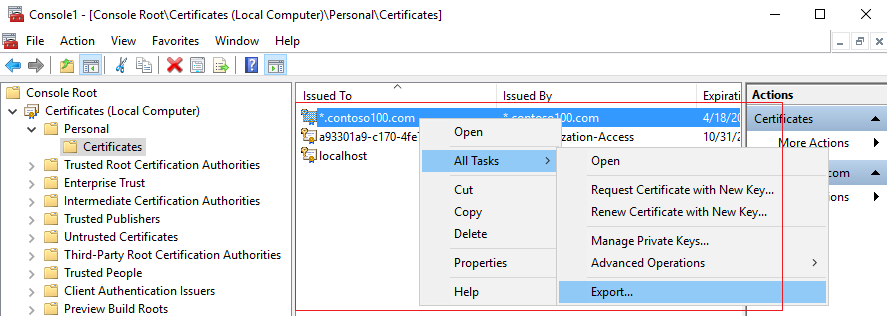 Console1 - [Console Root\Certificates (Local Computer)\Personal\Certificates]
File Action View Favorites Window Help
Console Root
Certificates (Local Computer)
Personal
Certificates
Trusted Root Certification Authorities
Enterprise Trust
Intermediate Certification Authorities
Trusted Publishers
Untrusted Certificates
Third-Party Root Certification Authorities
Trusted People
Client Authentication Issuers
Preview Build Roots
Issued To Issued By Expirati
*.contoso100.com *.contoso100.com 4/18/20
a93301a9-c170-4fe ization-Access 10/31/2
localhost
Open
All Tasks
Cut
Copy
Delete
Properties
Help
Open
Request Certificate with New Key...
Renew Certificate with New Key...
Manage Private Keys...
Advanced Operations
Export...
Actions
Certificates
More Actions
.com
tions